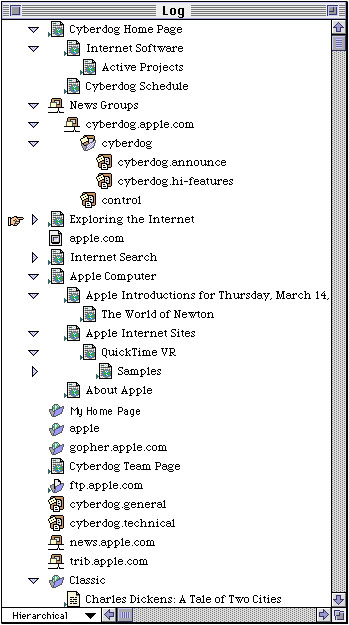 Log
Cyberdog Home Page
Internet Software
Active Projects
Cyberdog Schedule
News Groups
cyberdog.apple.com
cyberdog
cyberdog.announce
cyberdog.hi-features
control
Exploring the Internet
apple.com
Internet Search
Apple Computer
Apple Introductions for Thursday, March 14,
The World of Newton
Apple Internet Sites
QuickTime VR
Samples
About Apple
My Home Page
apple
gopher.apple.com
Cyberdog Team Page
ftp.apple.com
cyberdog.general
cyberdog.technical
news.apple.com
trib.apple.com
Classic
Charles Dickens: A Tale of Two Cities
Hierarchical